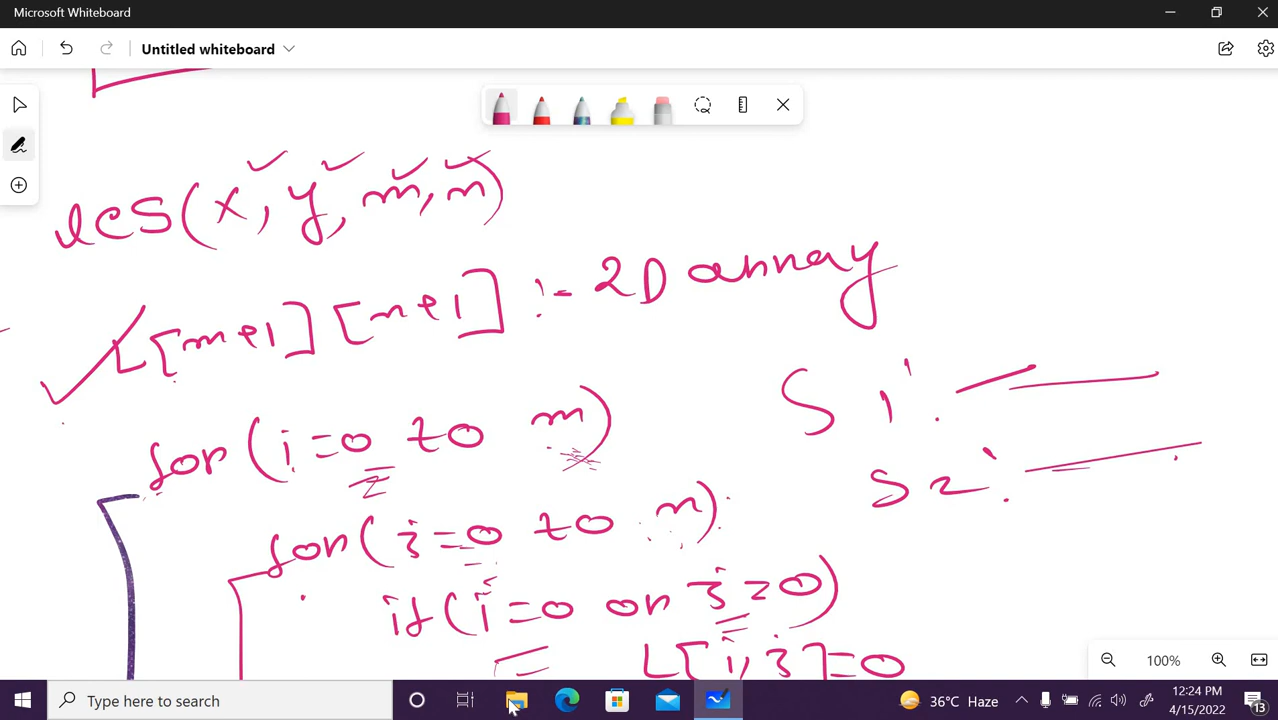 Microsoft Whiteboard
Untitled whiteboard
lcS(x, y, m, n)
L[m+1][n+1] :- 2D array
S1:
S2:
for(i=0 to m)
for(j=0 to n)
if(i=0 or j=0)
L[i,j]=0
100%
Type here to search
36°C Haze
12:24 PM
4/15/2022
13